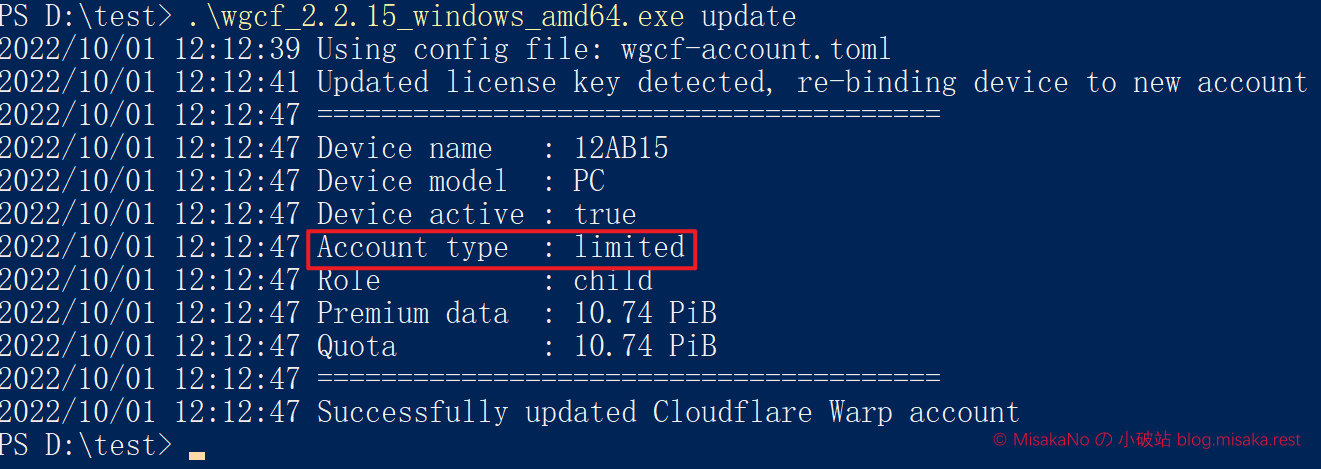 PS D:\test> .\wgcf_2.2.15_windows_amd64.exe update
2022/10/01 12:12:39 Using config file: wgcf-account.toml
2022/10/01 12:12:41 Updated license key detected, re-binding device to new account
2022/10/01 12:12:47 =======================================
2022/10/01 12:12:47 Device name   : 12AB15
2022/10/01 12:12:47 Device model  : PC
2022/10/01 12:12:47 Device active : true
2022/10/01 12:12:47 Account type  : limited
2022/10/01 12:12:47 Role          : child
2022/10/01 12:12:47 Premium data  : 10.74 PiB
2022/10/01 12:12:47 Quota         : 10.74 PiB
2022/10/01 12:12:47 =======================================
2022/10/01 12:12:47 Successfully updated Cloudflare Warp account
PS D:\test>
© MisakaNo の 小破站 blog.misaka.rest